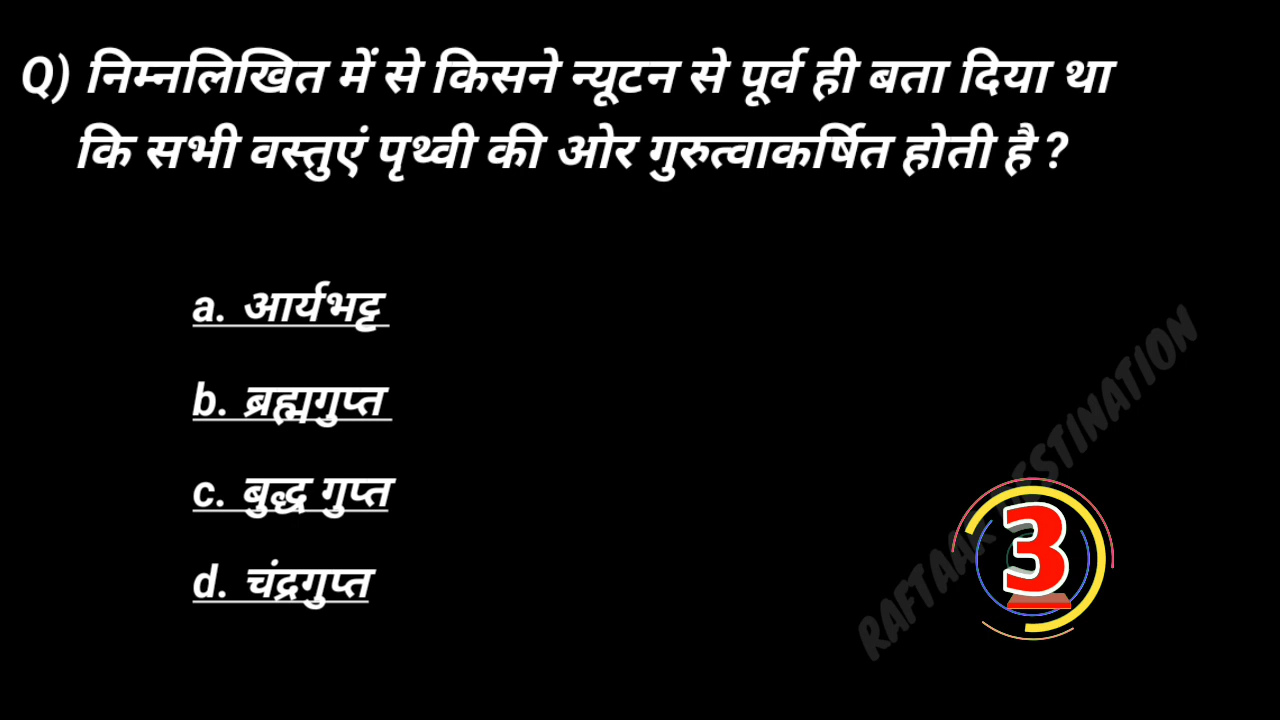 Q) निम्नलिखित में से किसने न्यूटन से पूर्व ही बता दिया था
कि सभी वस्तुएं पृथ्वी की ओर गुरुत्वाकर्षित होती है ?
a. आर्यभट्ट
b. ब्रह्मगुप्त
c. बुद्ध गुप्त
d. चंद्रगुप्त
3